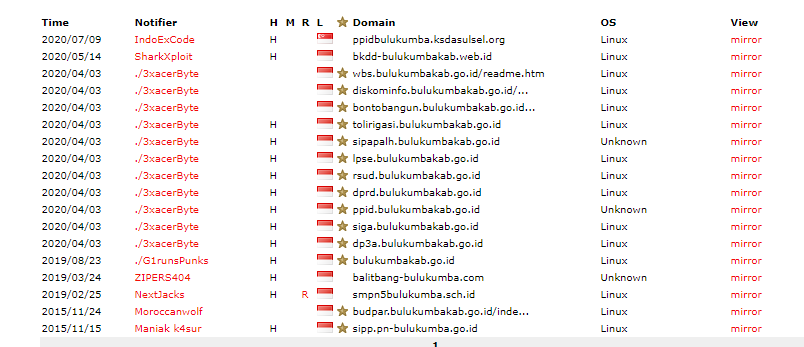 Time Notifier H M R L Domain OS View
2020/07/09 IndoExCode H ppidbulukumba.ksdasulsel.org Linux mirror
2020/05/14 SharkXploit H bkdd-bulukumbakab.web.id Linux mirror
2020/04/03 ./3xacerByte wbs.bulukumbakab.go.id/readme.htm Linux mirror
2020/04/03 ./3xacerByte diskominfo.bulukumbakab.go.id/... Linux mirror
2020/04/03 ./3xacerByte bontobangun.bulukumbakab.go.id... Linux mirror
2020/04/03 ./3xacerByte H tolirigasi.bulukumbakab.go.id Linux mirror
2020/04/03 ./3xacerByte H sipapalh.bulukumbakab.go.id Unknown mirror
2020/04/03 ./3xacerByte H lpse.bulukumbakab.go.id Linux mirror
2020/04/03 ./3xacerByte H rsud.bulukumbakab.go.id Linux mirror
2020/04/03 ./3xacerByte H dprd.bulukumbakab.go.id Linux mirror
2020/04/03 ./3xacerByte H ppid.bulukumbakab.go.id Unknown mirror
2020/04/03 ./3xacerByte H siga.bulukumbakab.go.id Linux mirror
2020/04/03 ./3xacerByte H dp3a.bulukumbakab.go.id Linux mirror
2019/08/23 ./G1runsPunks H bulukumbakab.go.id Linux mirror
2019/03/24 ZIPERS404 H balitbang-bulukumba.com Unknown mirror
2019/02/25 NextJacks H R smpn5bulukumba.sch.id Linux mirror
2015/11/24 Moroccanwolf budpar.bulukumbakab.go.id/inde... Linux mirror
2015/11/15 Maniak k4sur H sipp.pn-bulukumba.go.id Linux mirror
1